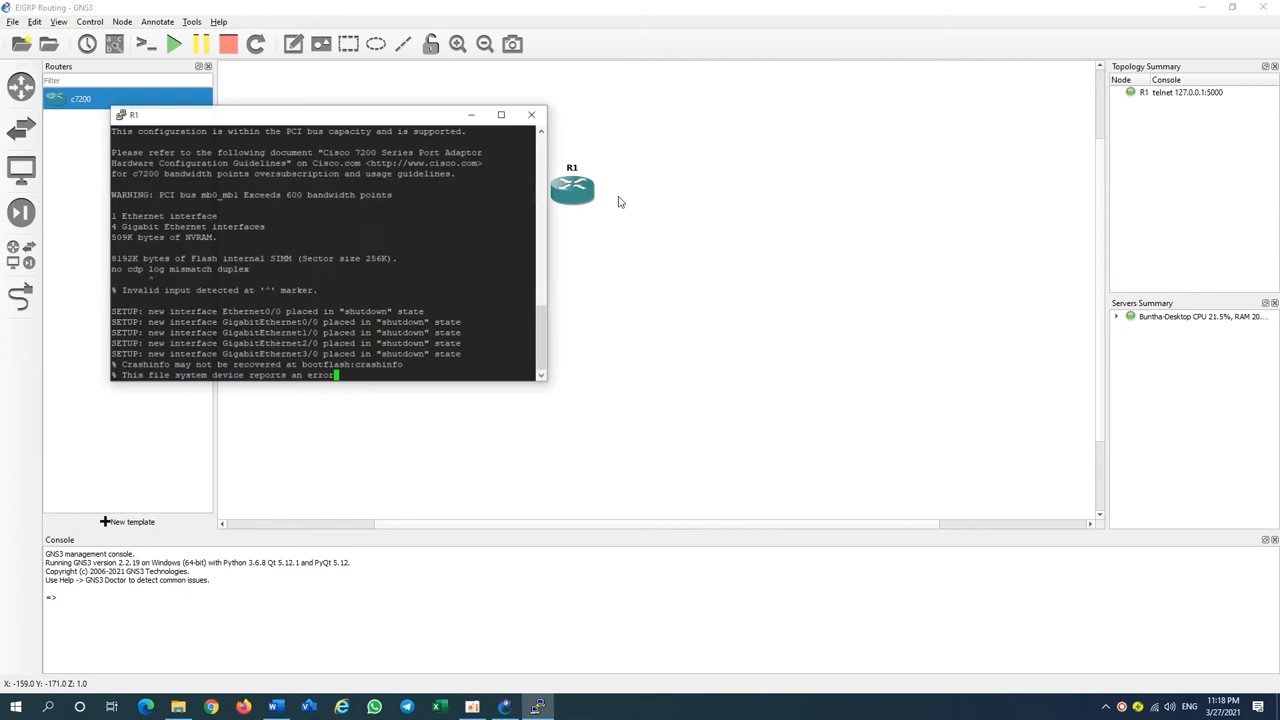 EIGRP Routing - GNS3
File Edit View Control Node Annotate Tools Help
Routers
Filter
c7200
R1
This configuration is within the PCI bus capacity and is supported.
Please refer to the following document "Cisco 7200 Series Port Adaptor
Hardware Configuration Guidelines" on Cisco.com <http://www.cisco.com>
for c7200 bandwidth points oversubscription and usage guidelines.
WARNING: PCI bus mb0_mb1 Exceeds 600 bandwidth points
1 Ethernet interface
4 Gigabit Ethernet interfaces
509K bytes of NVRAM.
8192K bytes of Flash internal SIMM (Sector size 256K).
no cdp log mismatch duplex
^
% Invalid input detected at '^' marker.
SETUP: new interface Ethernet0/0 placed in "shutdown" state
SETUP: new interface GigabitEthernet0/0 placed in "shutdown" state
SETUP: new interface GigabitEthernet1/0 placed in "shutdown" state
SETUP: new interface GigabitEthernet2/0 placed in "shutdown" state
SETUP: new interface GigabitEthernet3/0 placed in "shutdown" state
% Crashinfo may not be recovered at bootflash:crashinfo
% This file system device reports an error
R1
New template
Topology Summary
Node Console
R1 telnet 127.0.0.1:5000
Servers Summary
Buntha-Desktop CPU 21.5%, RAM 20....
Console
GNS3 management console.
Running GNS3 version 2.2.19 on Windows (64-bit) with Python 3.6.8 Qt 5.12.1 and PyQt 5.12.
Copyright (c) 2006-2021 GNS3 Technologies.
Use Help -> GNS3 Doctor to detect common issues.
=>
X: -159.0 Y: -171.0 Z: 1.0
ENG
11:18 PM
3/27/2021